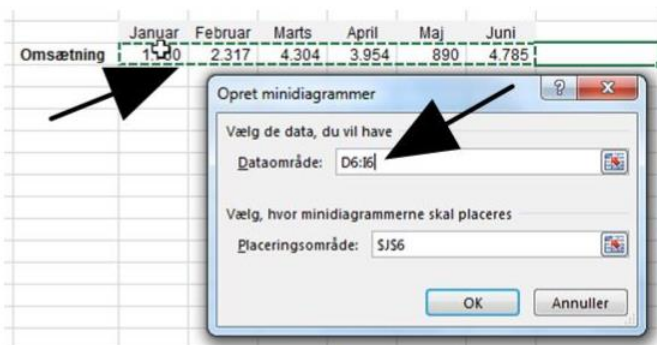 Januar Februar Marts April Maj Juni
Omsætning 2.317 4.304 3.954 890 4.785
Opret minidiagrammer ?
Vælg de data, du vil have
Dataområde: D6:I6
Vælg, hvor minidiagrammerne skal placeres
Placeringsområde: $J$6
OK Annuller